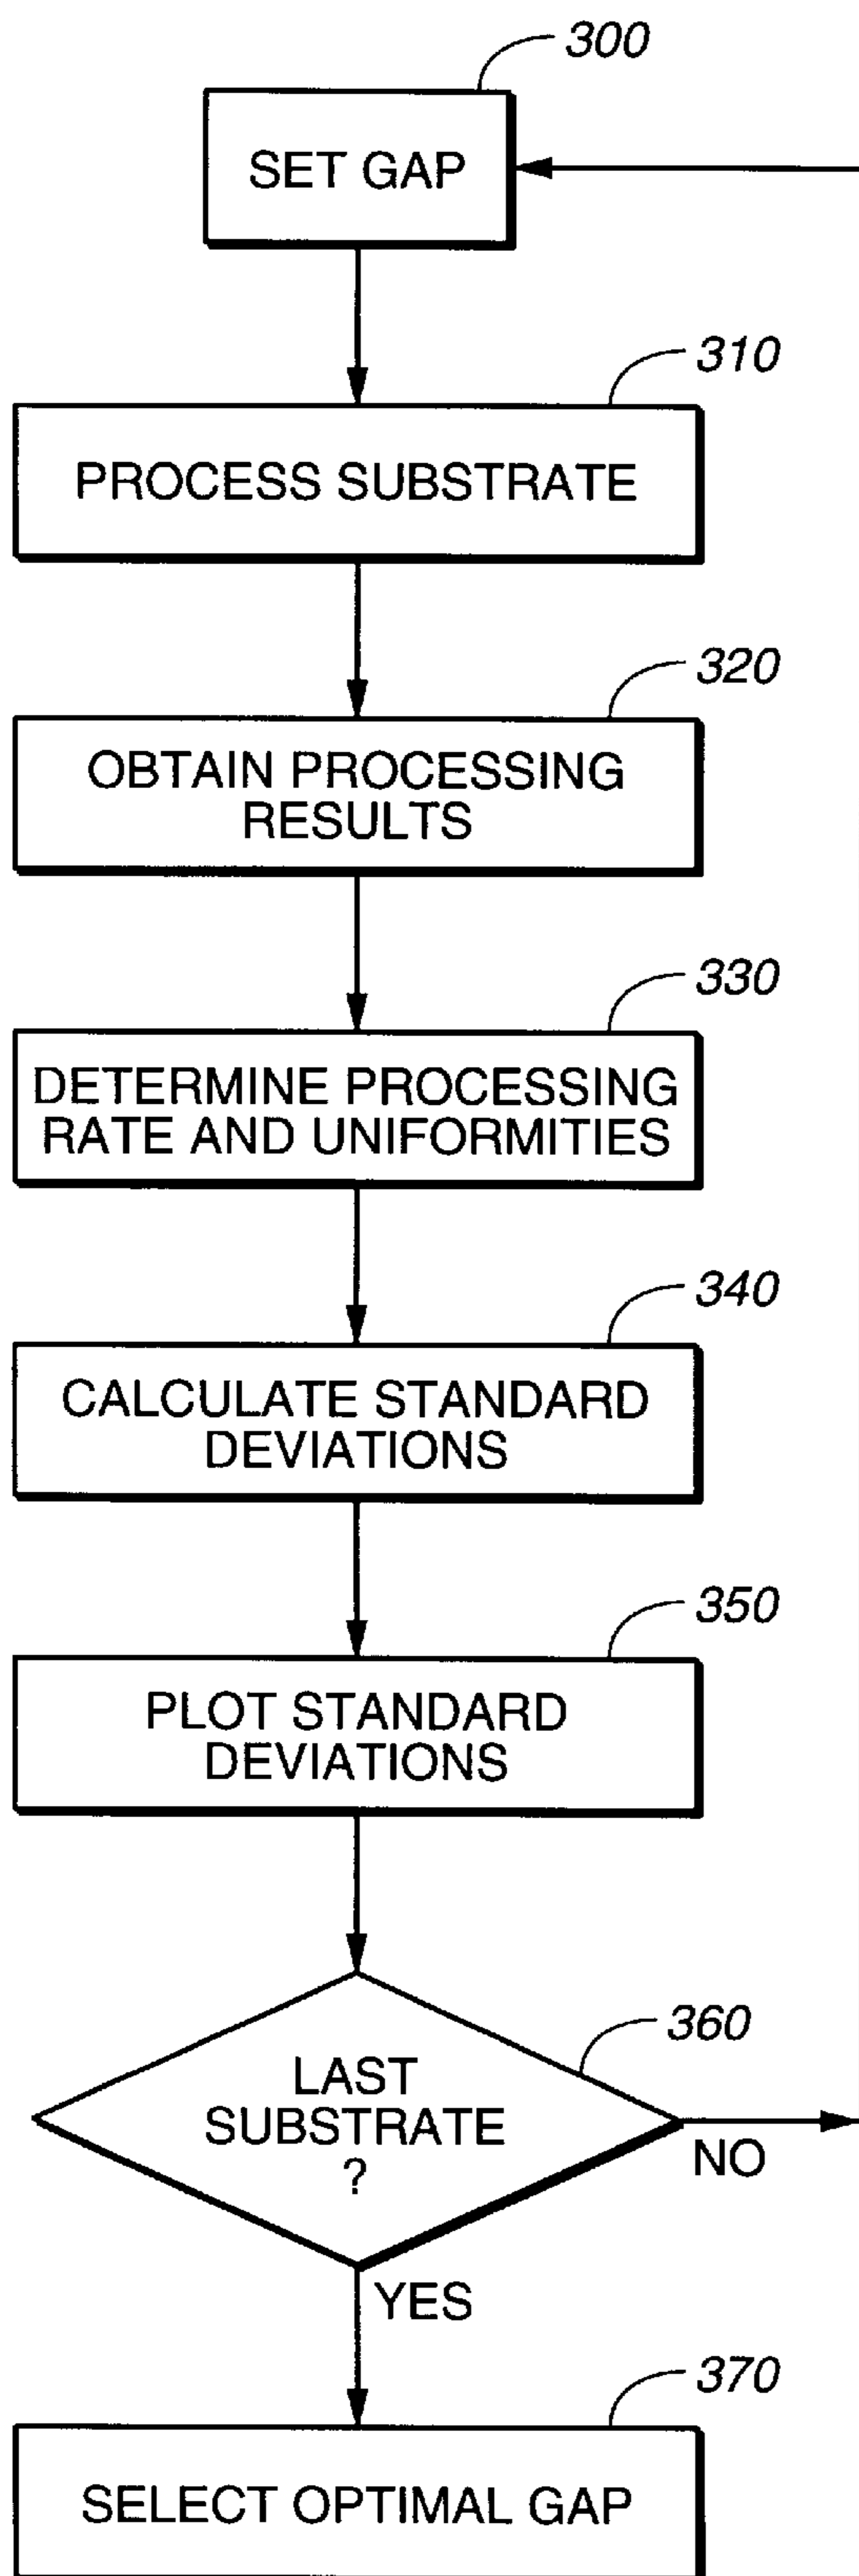 300
SET GAP
310
PROCESS SUBSTRATE
320
OBTAIN PROCESSING
RESULTS
330
DETERMINE PROCESSING
RATE AND UNIFORMITIES
340
CALCULATE STANDARD
DEVIATIONS
350
PLOT STANDARD
DEVIATIONS
360
LAST
SUBSTRATE
?
NO
YES
370
SELECT OPTIMAL GAP